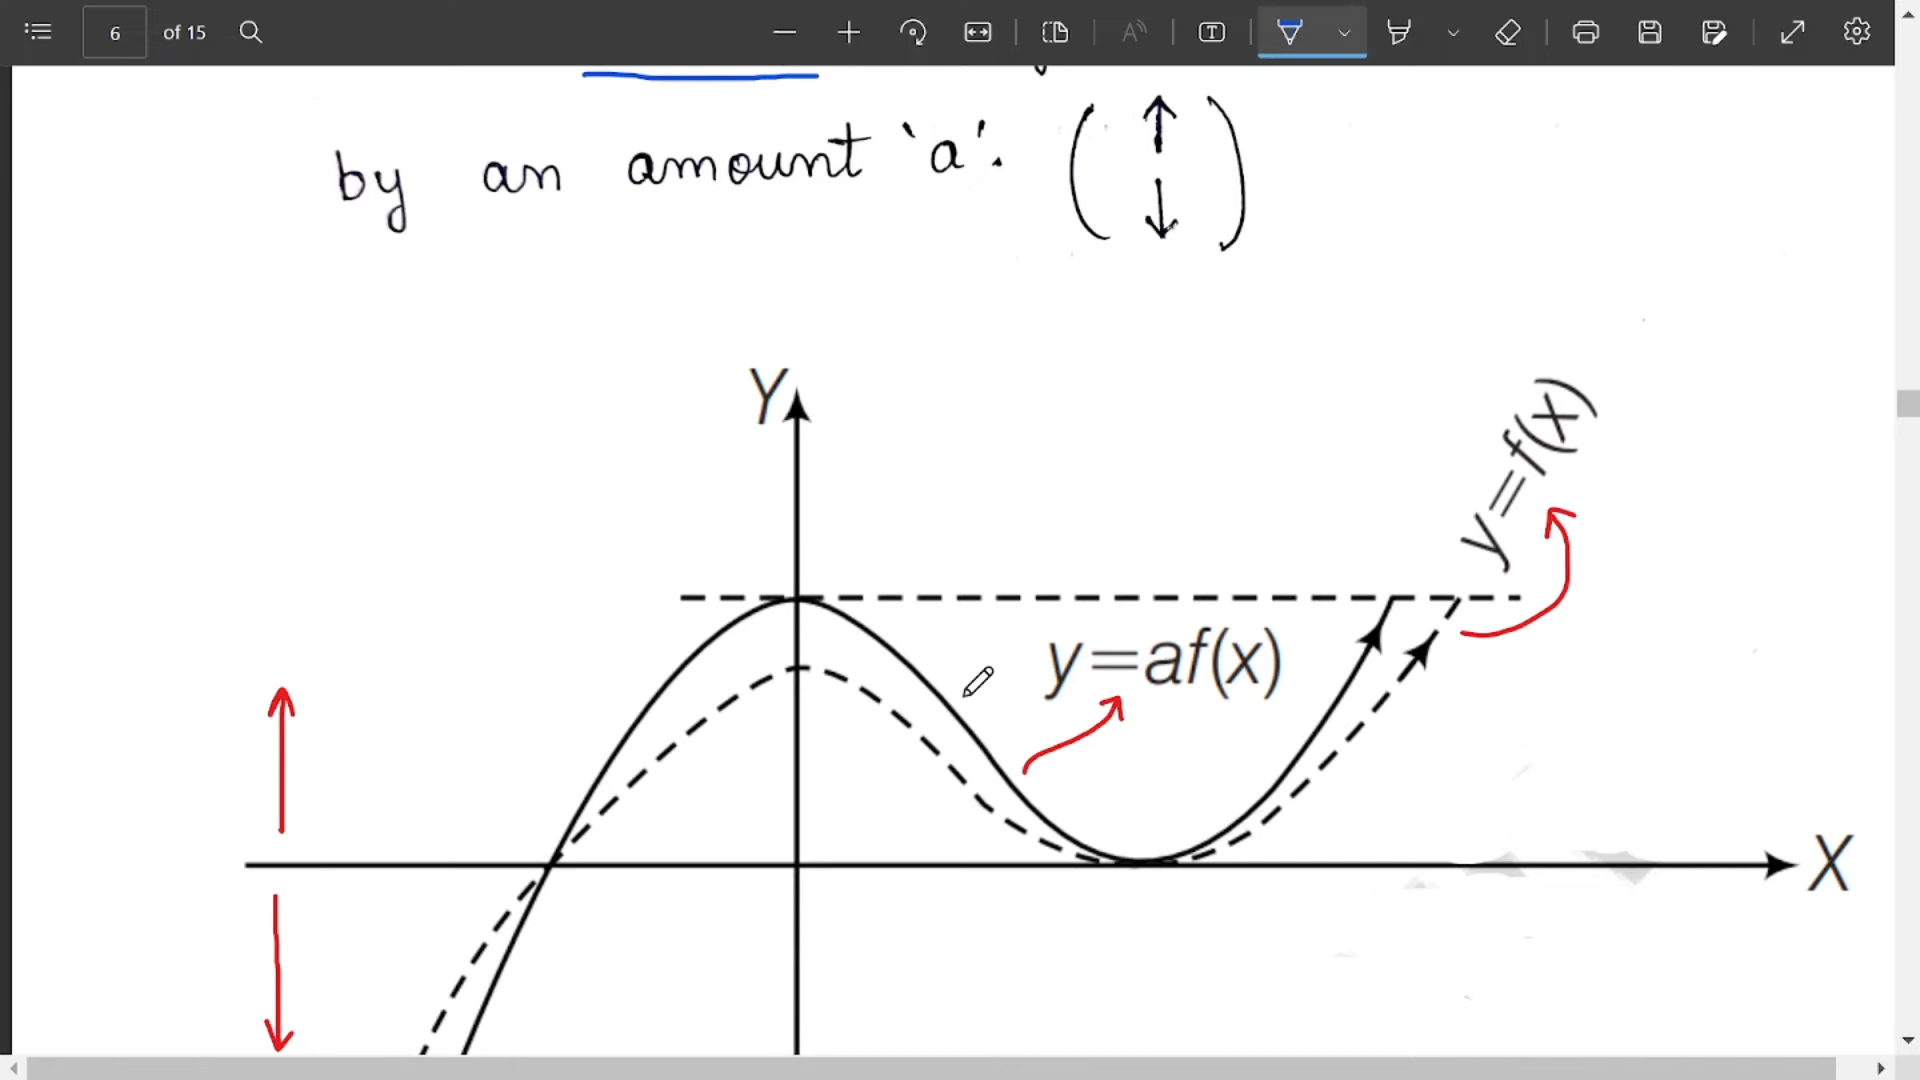 6 of 15
by an amount 'a'. ( ↑ ↓ )
Y
y=f(x)
y=af(x)
X